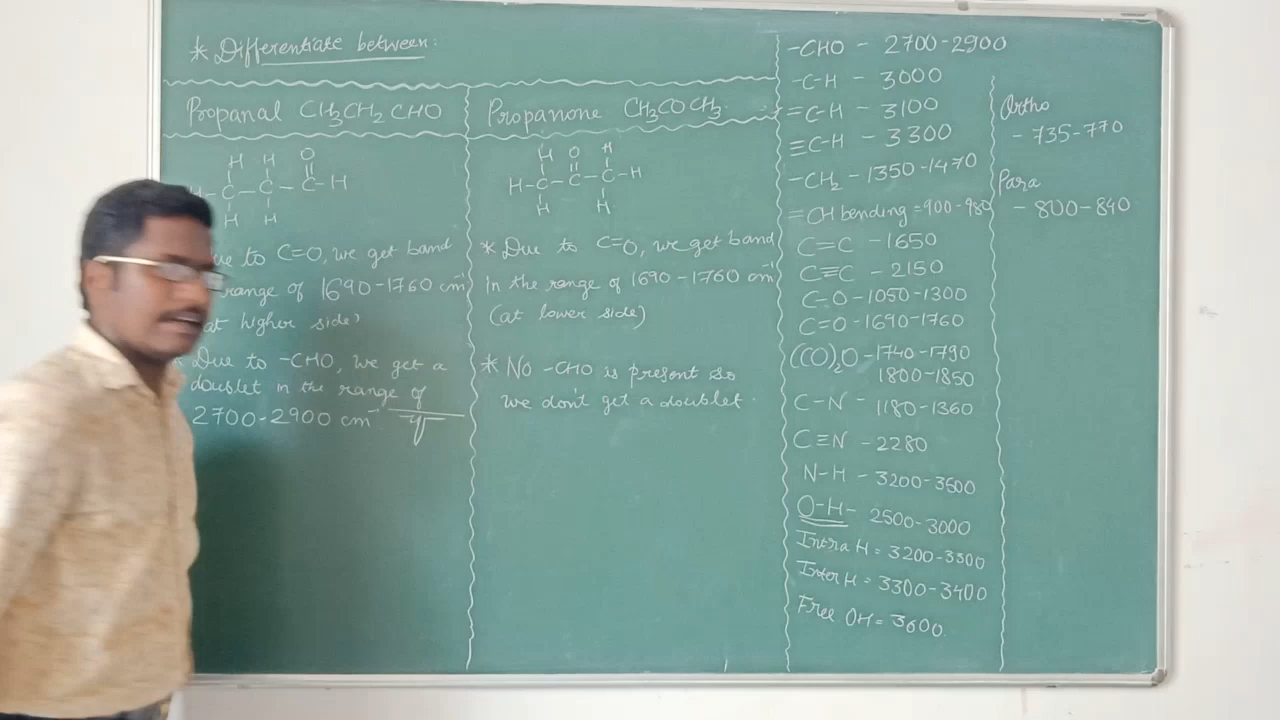 * Differentiate between:
Propanal CH3CH2 CHO
H H O
H-C-C-C-H
H H
ue to C=O, we get band
range of 1690-1760 cm-1
at higher side)
* Due to -CHO, we get a
doublet in the range of
2700-2900 cm-1
Propanone CH3COCH3.
H O H
H-C-C-C-H
H H
* Due to C=O, we get band
In the range of 1690-1760 cm-1
(at lower side)
* No -CHO is present so
we don't get a doublet.
-CHO - 2700-2900
-C-H - 3000
=C-H - 3100
≡C-H - 3300
-CH2 - 1350-1470
=CH bending = 900-980
C=C - 1650
C≡C - 2150
C-O - 1050-1300
C=O - 1690-1760
(CO)2O - 1740-1790
1800-1850
C-N - 1180-1360
C≡N - 2280
N-H - 3200-3600
O-H - 2500-3000
Intra H = 3200-3300
Inter H = 3300-3400
Free OH = 3600.
Ortho
- 735-770
Para
- 800-840